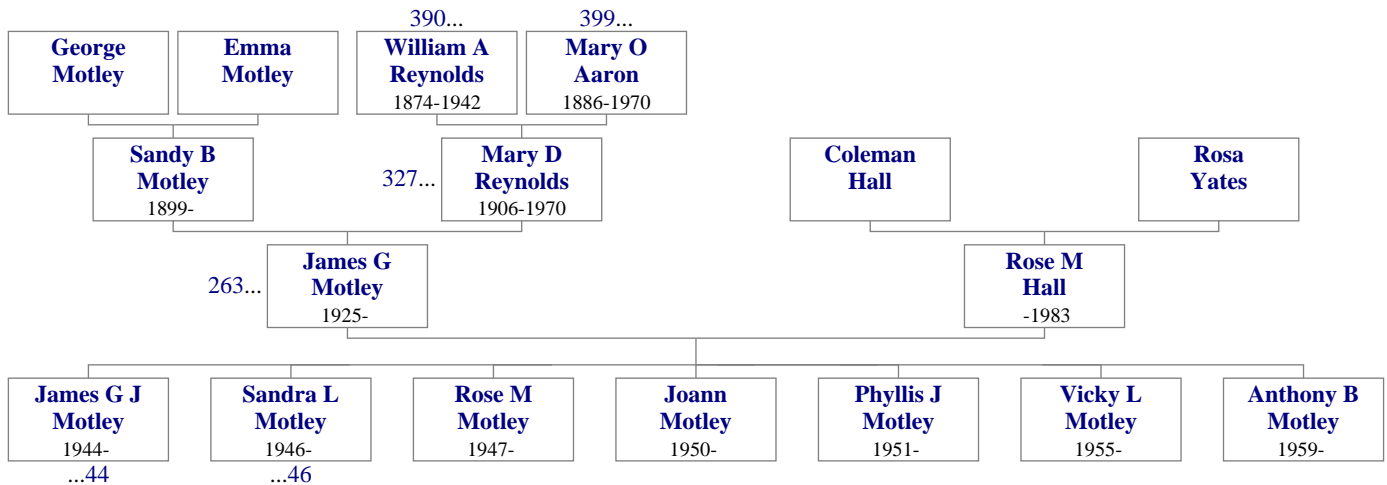 390...
399...
George
Motley
Emma
Motley
William A
Reynolds
1874-1942
Mary O
Aaron
1886-1970
Sandy B
Motley
1899-
327...
Mary D
Reynolds
1906-1970
Coleman
Hall
Rosa
Yates
263...
James G
Motley
1925-
Rose M
Hall
-1983
James G J
Motley
1944-
...44
Sandra L
Motley
1946-
...46
Rose M
Motley
1947-
Joann
Motley
1950-
Phyllis J
Motley
1951-
Vicky L
Motley
1955-
Anthony B
Motley
1959-